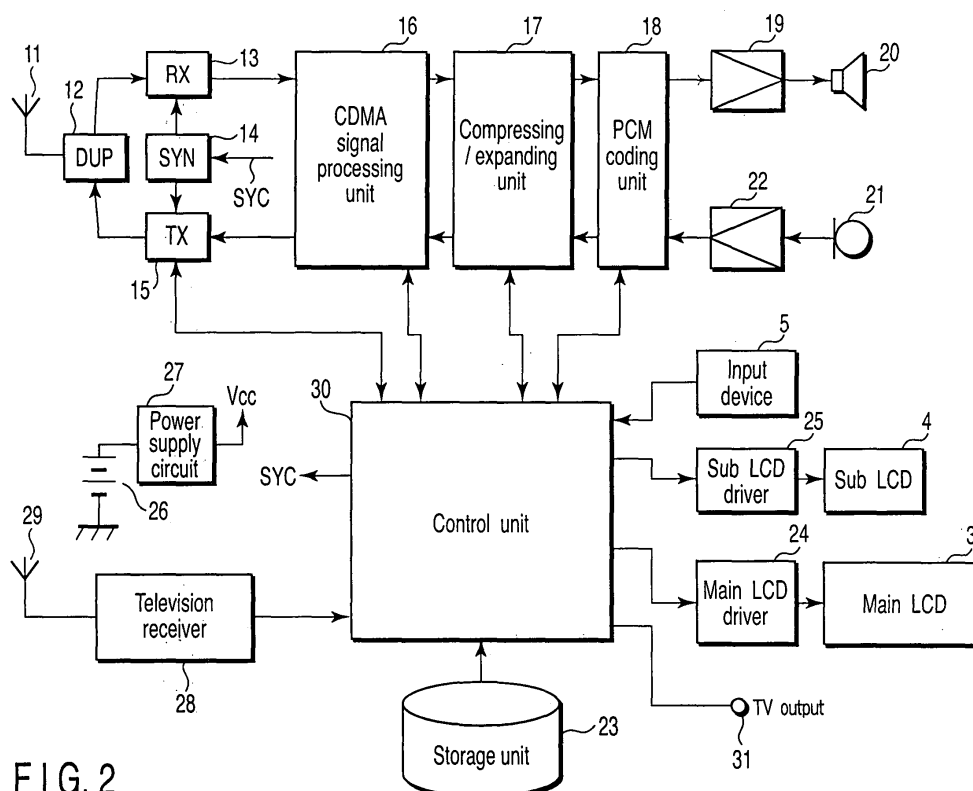 16
17
18
19
11
13
20
RX
12
14
CDMA
signal
processing
unit
Compressing
/ expanding
unit
PCM
coding
unit
DUP
SYN
SYC
22
21
TX
15
5
Input
device
30
27
Vcc
Power
supply
circuit
25
4
SYC
Sub LCD
driver
Sub LCD
26
29
Control unit
24
3
Television
receiver
Main LCD
driver
Main LCD
28
23
TV output
31
Storage unit
FIG. 2